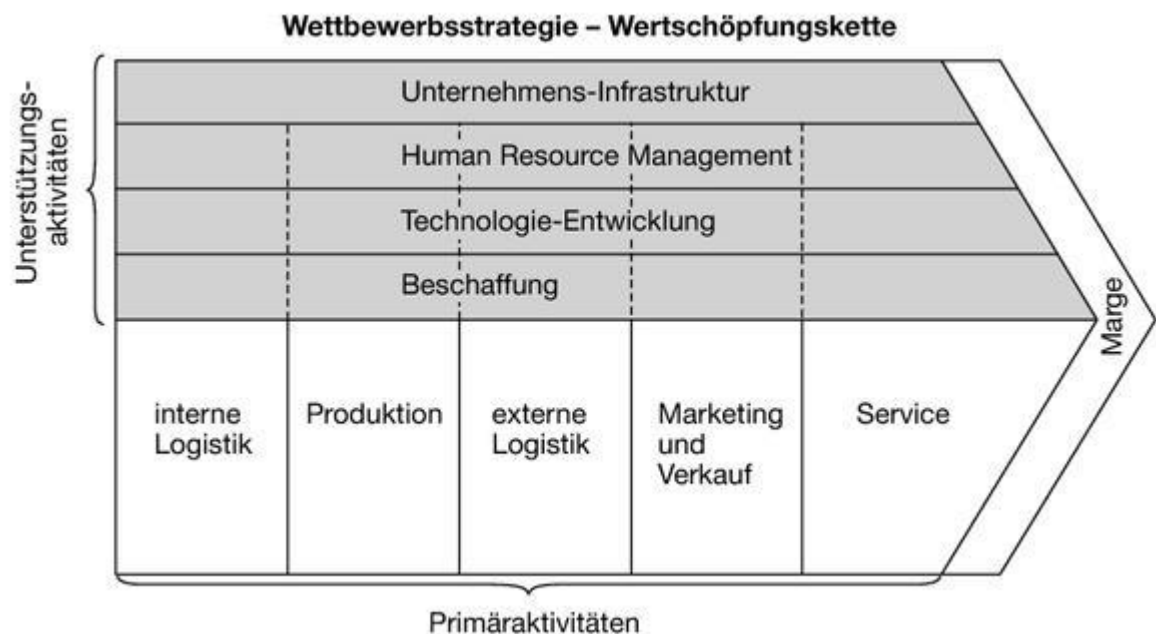 Wettbewerbsstrategie – Wertschöpfungskette
Unterstützungs-
aktivitäten
Unternehmens-Infrastruktur
Human Resource Management
Technologie-Entwicklung
Beschaffung
interne
Logistik
Produktion
externe
Logistik
Marketing
und
Verkauf
Service
Marge
Primäraktivitäten